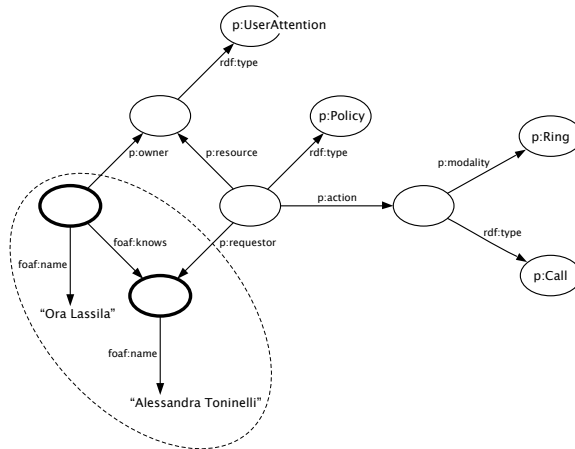 p:UserAttention
rdf:type
p:Policy
p:Ring
p:owner
p:resource
rdf:type
p:modality
p:action
foaf:knows
p:requestor
rdf:type
foaf:name
p:Call
“Ora Lassila”
foaf:name
“Alessandra Toninelli”